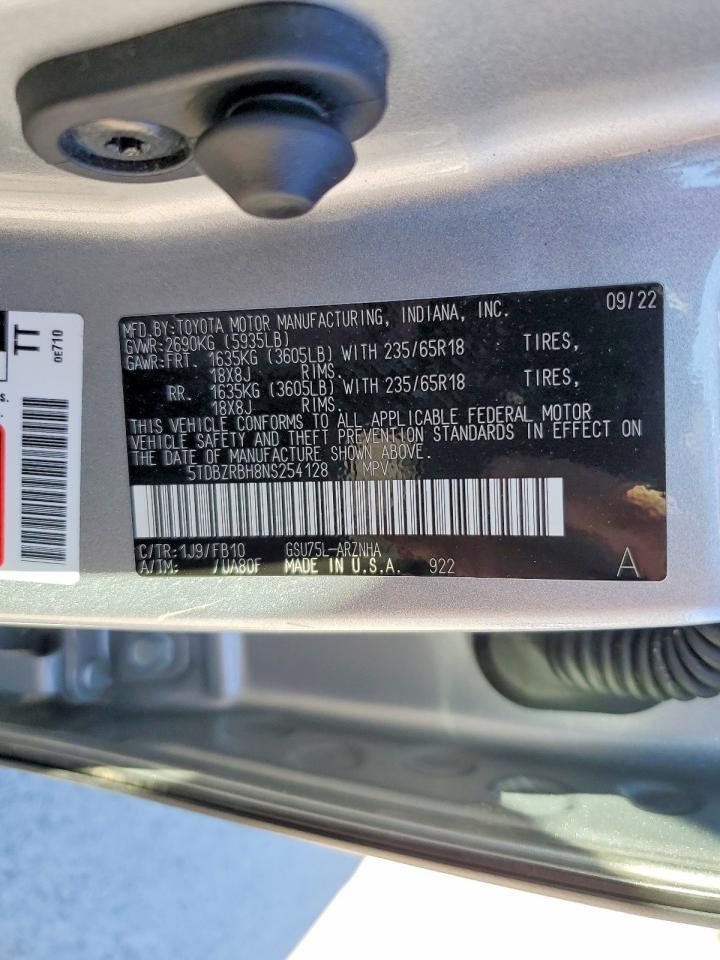 MFD.BY:TOYOTA MOTOR MANUFACTURING, INDIANA, INC. 09/22
GVWR:2690KG (5935LB)
GAWR:FRT. 1635KG (3605LB) WITH 235/65R18 TIRES,
18X8J RIMS.
RR. 1635KG (3605LB) WITH 235/65R18 TIRES,
18X8J RIMS.
THIS VEHICLE CONFORMS TO ALL APPLICABLE FEDERAL MOTOR
VEHICLE SAFETY AND THEFT PREVENTION STANDARDS IN EFFECT ON
THE DATE OF MANUFACTURE SHOWN ABOVE.
5TDBZRBH8NS254128 MPV
C/TR:1J9/FB10 GSU75L-ARZNHA
A/TM: /UA80F MADE IN U.S.A. 922 A
TT
0E710
s.